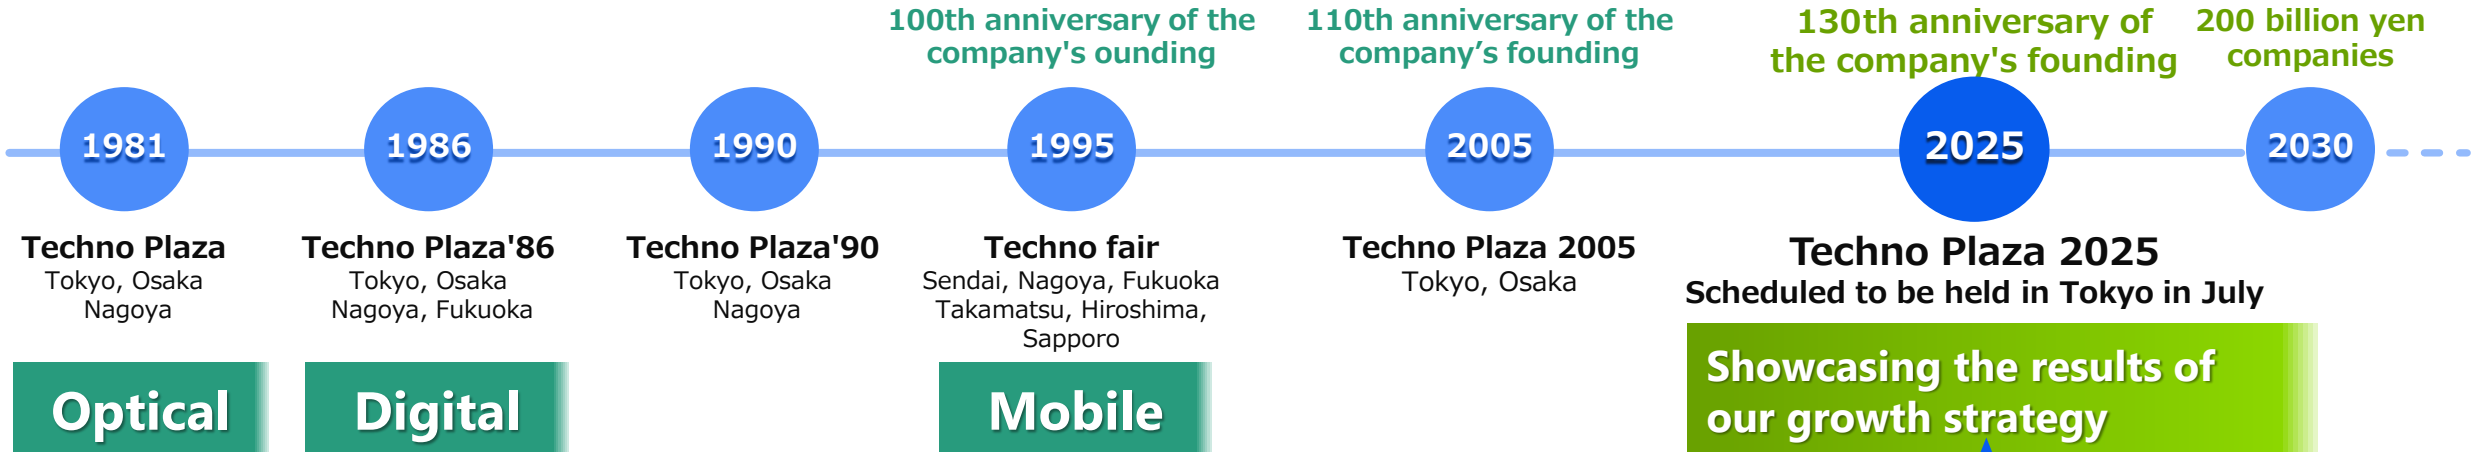 100th anniversary of the
company's ounding
110th anniversary of the
company’s founding
130th anniversary of
the company's founding
200 billion yen
companies
1981
1986
1990
1995
2005
2025
2030
Techno Plaza
Tokyo, Osaka
Nagoya
Techno Plaza'86
Tokyo, Osaka
Nagoya, Fukuoka
Techno Plaza'90
Tokyo, Osaka
Nagoya
Techno fair
Sendai, Nagoya, Fukuoka
Takamatsu, Hiroshima,
Sapporo
Techno Plaza 2005
Tokyo, Osaka
Techno Plaza 2025
Scheduled to be held in Tokyo in July
Optical
Digital
Mobile
Showcasing the results of
our growth strategy